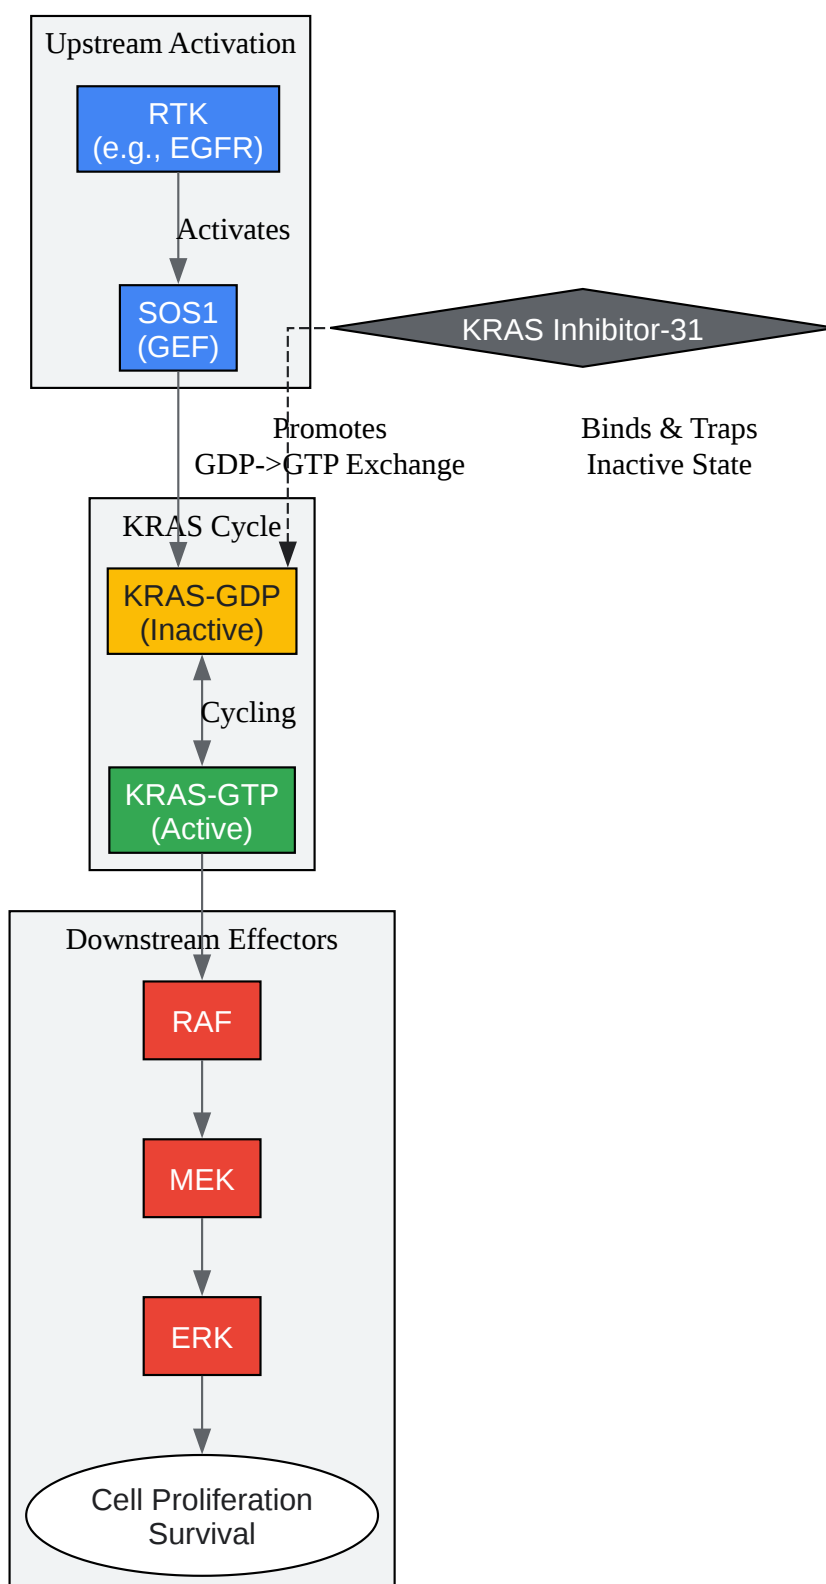 Upstream Activation
RTK
(e.g., EGFR)
Activates
SOS1
(GEF)
KRAS Inhibitor-31
Promotes
GDP->GTP Exchange
Binds & Traps
Inactive State
KRAS Cycle
KRAS-GDP
(Inactive)
Cycling
KRAS-GTP
(Active)
Downstream Effectors
RAF
MEK
ERK
Cell Proliferation
Survival